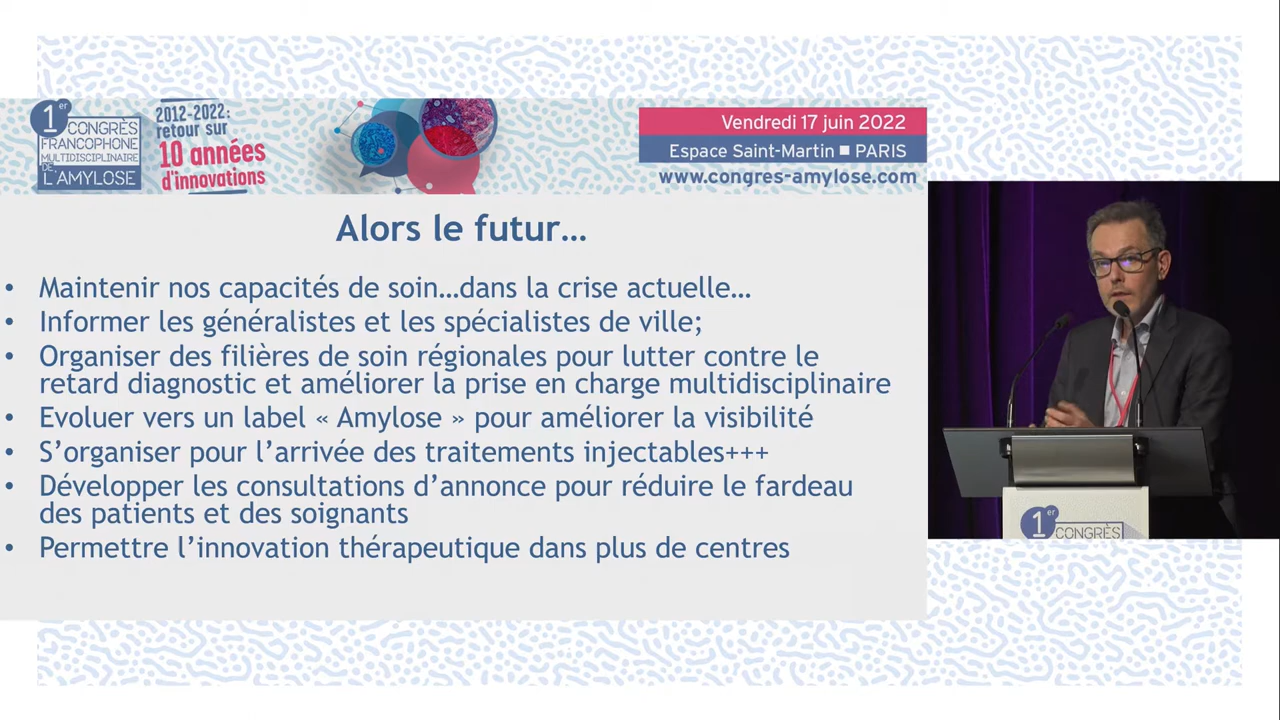 1er
CONGRÈS
FRANCOPHONE
MULTIDISCIPLINAIRE
DE
L'AMYLOSE
2012-2022:
retour sur
10 années
d'innovations
Vendredi 17 juin 2022
Espace Saint-Martin ■ PARIS
www.congres-amylose.com
Alors le futur…
• Maintenir nos capacités de soin…dans la crise actuelle…
• Informer les généralistes et les spécialistes de ville;
• Organiser des filières de soin régionales pour lutter contre le
retard diagnostic et améliorer la prise en charge multidisciplinaire
• Evoluer vers un label « Amylose » pour améliorer la visibilité
• S’organiser pour l’arrivée des traitements injectables+++
• Développer les consultations d’annonce pour réduire le fardeau
des patients et des soignants
• Permettre l’innovation thérapeutique dans plus de centres
1er
CONGRÈS